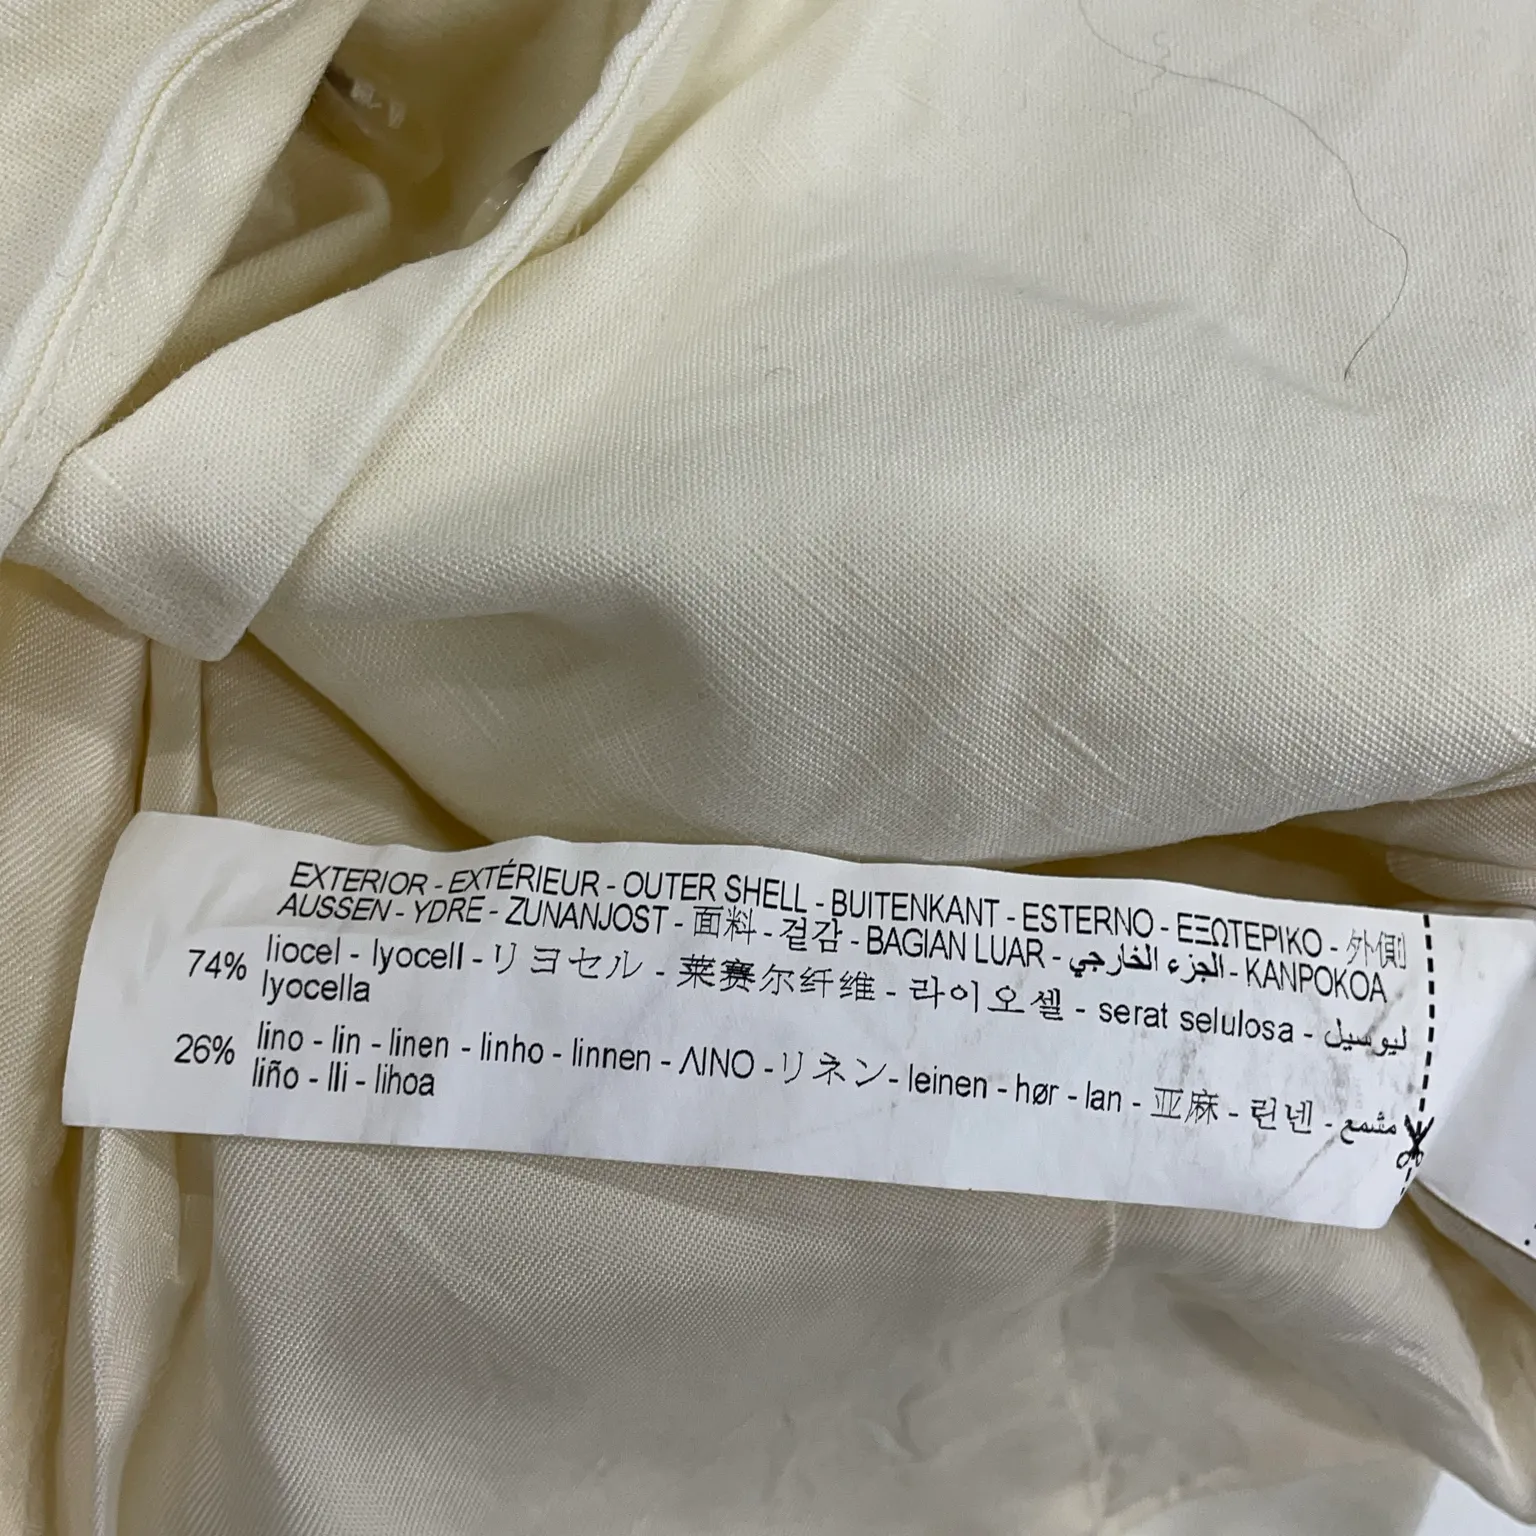 EXTERIOR - EXTÉRIEUR - OUTER SHELL - BUITENKANT - ESTERNO - ΕΞΩΤΕΡΙΚΟ - 外側
AUSSEN - YDRE - ZUNANJOST - 面料 - 겉감 - BAGIAN LUAR - الجزء الخارجي - KANPOKOA
74% liocel - lyocell - リヨセル - 莱赛尔纤维 - 라이오셀 - serat selulosa - ليوسيل
lyocella
26% lino - lin - linen - linho - linnen - ΛΙΝΟ - リネン - leinen - hør - lan - 亚麻 - 린넨 - مشمع
liño - lli - lihoa